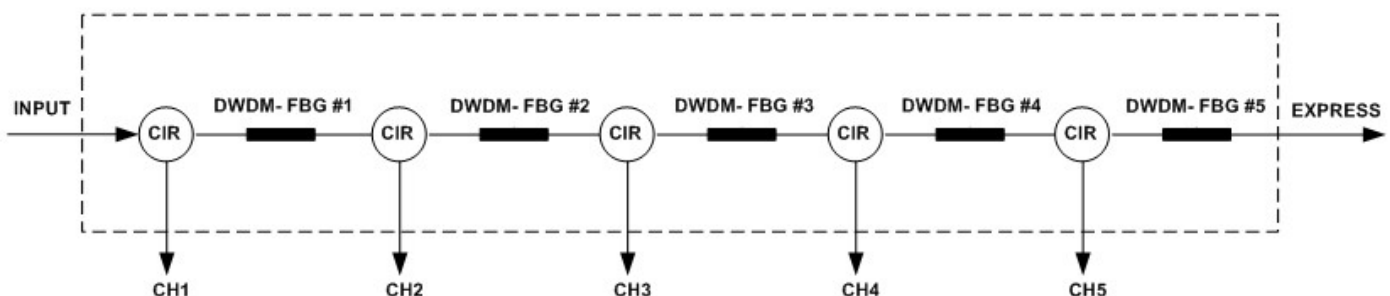 INPUT
DWDM- FBG #1
DWDM- FBG #2
DWDM- FBG #3
DWDM- FBG #4
DWDM- FBG #5
EXPRESS
CIR
CIR
CIR
CIR
CIR
CH1
CH2
CH3
CH4
CH5